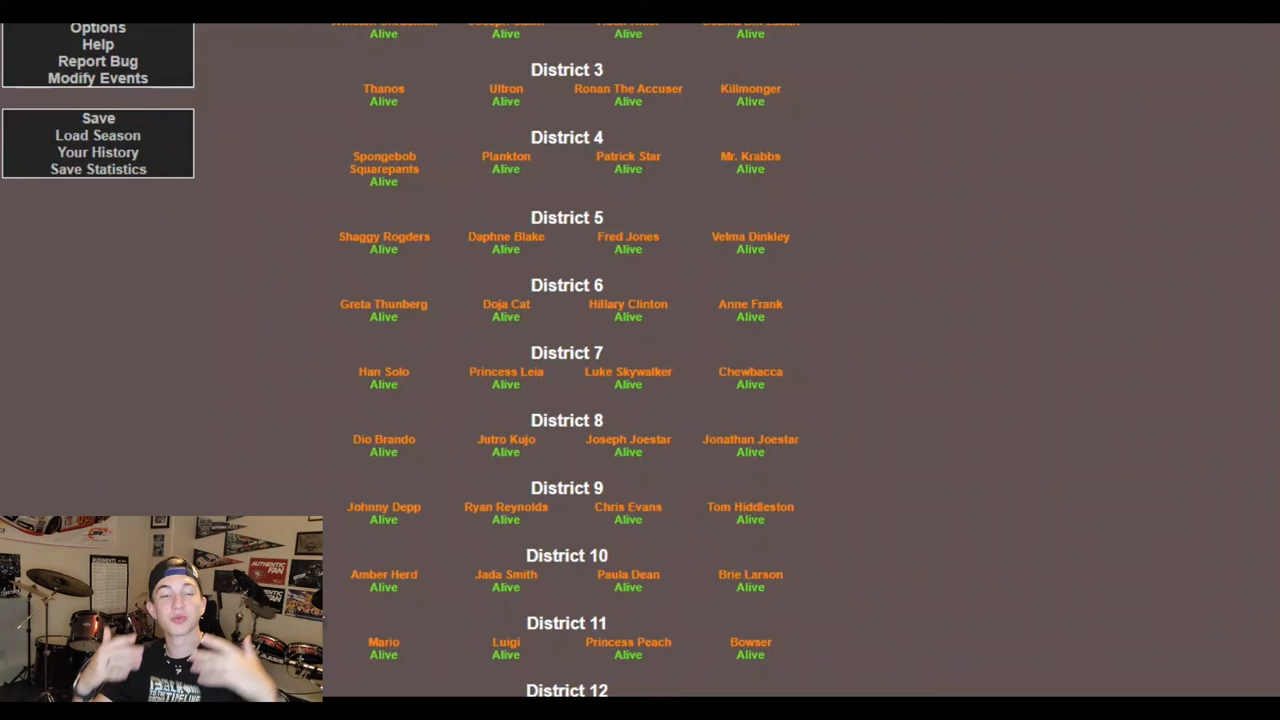 Options
Help
Report Bug
Modify Events
Save
Load Season
Your History
Save Statistics
Alive Alive Alive Alive
District 3
Thanos Ultron Ronan The Accuser Killmonger
Alive Alive Alive Alive
District 4
Spongebob Plankton Patrick Star Mr. Krabbs
Squarepants Alive Alive Alive
Alive
District 5
Shaggy Rogders Daphne Blake Fred Jones Velma Dinkley
Alive Alive Alive Alive
District 6
Greta Thunberg Doja Cat Hillary Clinton Anne Frank
Alive Alive Alive Alive
District 7
Han Solo Princess Leia Luke Skywalker Chewbacca
Alive Alive Alive Alive
District 8
Dio Brando Jutro Kujo Joseph Joestar Jonathan Joestar
Alive Alive Alive Alive
District 9
Johnny Depp Ryan Reynolds Chris Evans Tom Hiddleston
Alive Alive Alive Alive
District 10
Amber Herd Jada Smith Paula Dean Brie Larson
Alive Alive Alive Alive
District 11
Mario Luigi Princess Peach Bowser
Alive Alive Alive Alive
District 12
AUTHENTIC
FAN
AUTHENTIC
FAN